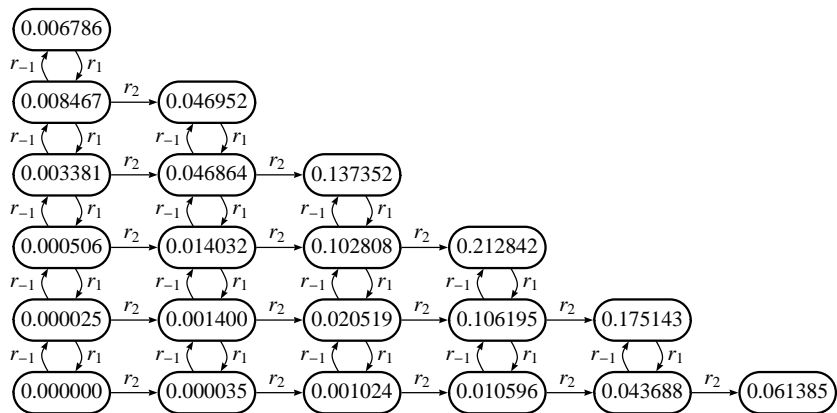 0.006786
r₋₁ r₁
0.008467 r₂ 0.046952
r₋₁ r₁ r₋₁ r₁
0.003381 r₂ 0.046864 r₂ 0.137352
r₋₁ r₁ r₋₁ r₁ r₋₁ r₁
0.000506 r₂ 0.014032 r₂ 0.102808 r₂ 0.212842
r₋₁ r₁ r₋₁ r₁ r₋₁ r₁ r₋₁ r₁
0.000025 r₂ 0.001400 r₂ 0.020519 r₂ 0.106195 r₂ 0.175143
r₋₁ r₁ r₋₁ r₁ r₋₁ r₁ r₋₁ r₁ r₋₁ r₁
0.000000 r₂ 0.000035 r₂ 0.001024 r₂ 0.010596 r₂ 0.043688 r₂ 0.061385